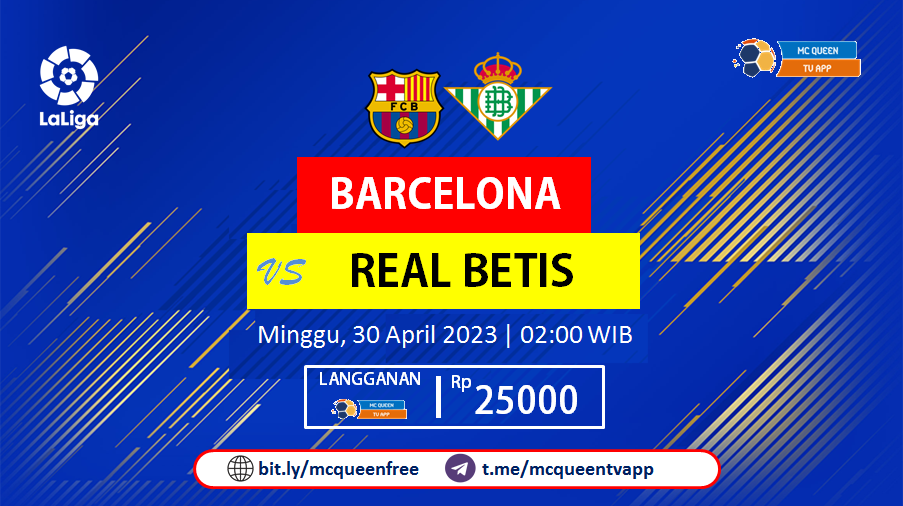 LaLiga
MC QUEEN
TV APP
FCB
BARCELONA
VS REAL BETIS
Minggu, 30 April 2023 | 02:00 WIB
LANGGANAN
MC QUEEN
TV APP
Rp 25000
bit.ly/mcqueenfree
t.me/mcqueentvapp